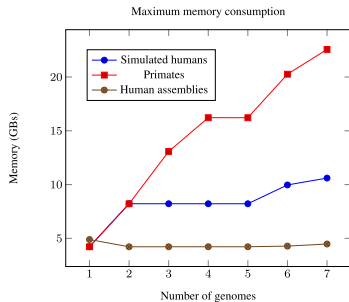 Maximum memory consumption
Simulated humans
Primates
Human assemblies
Memory (GBs)
20
15
10
5
1 2 3 4 5 6 7
Number of genomes